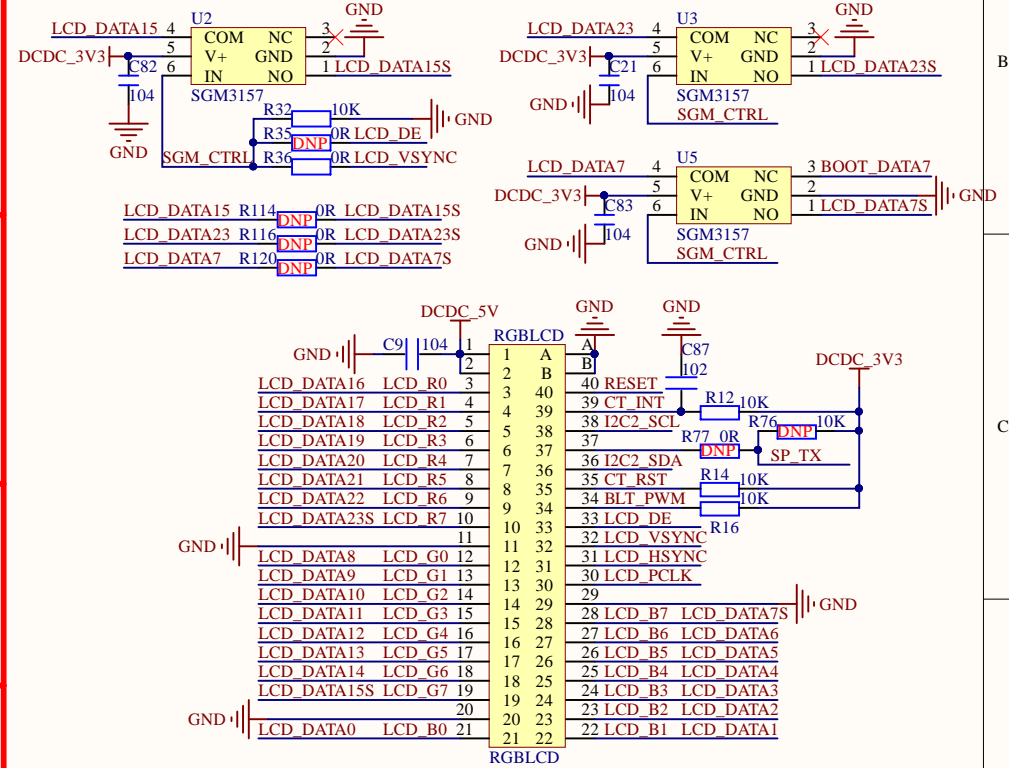 U2
GND
LCD_DATA15 4 COM NC 3
DCDC_3V3 5 V+ GND 2
6 IN NO 1 LCD_DATA15S
C82
104
SGM3157
GND
R32 10K GND
R35 DNP 0R LCD_DE
SGM_CTRL R36 0R LCD_VSYNC
U3
GND
LCD_DATA23 4 COM NC 3
DCDC_3V3 5 V+ GND 2
6 IN NO 1 LCD_DATA23S
C21
104
GND
SGM3157
SGM_CTRL
B
U5
LCD_DATA7 4 COM NC 3 BOOT_DATA7
DCDC_3V3 5 V+ GND 2 GND
6 IN NO 1 LCD_DATA7S
C83
104
GND
SGM3157
SGM_CTRL
LCD_DATA15 R114 DNP 0R LCD_DATA15S
LCD_DATA23 R116 DNP 0R LCD_DATA23S
LCD_DATA7 R120 DNP 0R LCD_DATA7S
DCDC_5V
GND
GND
RGBLCD
GND C9 104 1 1 A A
2 2 B B
C87
102
DCDC_3V3
LCD_DATA16 LCD_R0 3 3 40 40 RESET
LCD_DATA17 LCD_R1 4 4 39 39 CT_INT R12 10K
LCD_DATA18 LCD_R2 5 5 38 38 I2C2_SCL R76 DNP 10K
LCD_DATA19 LCD_R3 6 6 37 37 R77 0R DNP SP_TX
LCD_DATA20 LCD_R4 7 7 36 36 I2C2_SDA
LCD_DATA21 LCD_R5 8 8 35 35 CT_RST R14 10K
LCD_DATA22 LCD_R6 9 9 34 34 BLT_PWM 10K
R16
C
LCD_DATA23S LCD_R7 10 10 33 33 LCD_DE
GND 11 11 32 32 LCD_VSYNC
LCD_DATA8 LCD_G0 12 12 31 31 LCD_HSYNC
LCD_DATA9 LCD_G1 13 13 30 30 LCD_PCLK
LCD_DATA10 LCD_G2 14 14 29 29 GND
LCD_DATA11 LCD_G3 15 15 28 28 LCD_B7 LCD_DATA7S
LCD_DATA12 LCD_G4 16 16 27 27 LCD_B6 LCD_DATA6
LCD_DATA13 LCD_G5 17 17 26 26 LCD_B5 LCD_DATA5
LCD_DATA14 LCD_G6 18 18 25 25 LCD_B4 LCD_DATA4
LCD_DATA15S LCD_G7 19 19 24 24 LCD_B3 LCD_DATA3
GND 20 20 23 23 LCD_B2 LCD_DATA2
LCD_DATA0 LCD_B0 21 21 22 22 LCD_B1 LCD_DATA1
RGBLCD